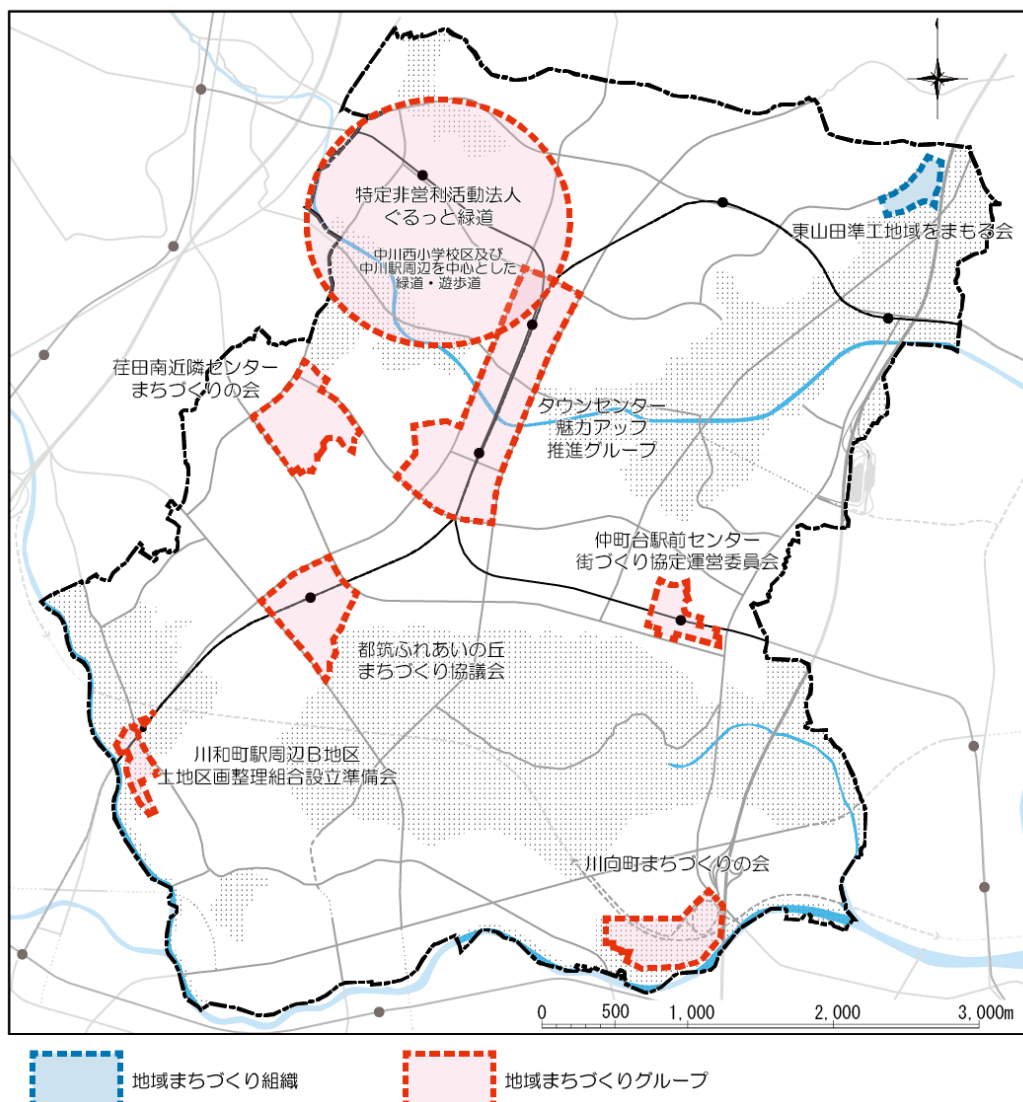 特定非営利活動法人
ぐるっと緑道
中川西小学校区及び
中川駅周辺を中心とした
緑道・遊歩道
東山田準工地域をまもる会
荏田南近隣センター
まちづくりの会
タウンセンター
魅力アップ
推進グループ
仲町台駅前センター
街づくり協定運営委員会
都筑ふれあいの丘
まちづくり協議会
川和町駅周辺B地区
土地区画整理組合設立準備会
川向町まちづくりの会
0 500 1,000 2,000 3,000m
地域まちづくり組織
地域まちづくりグループ